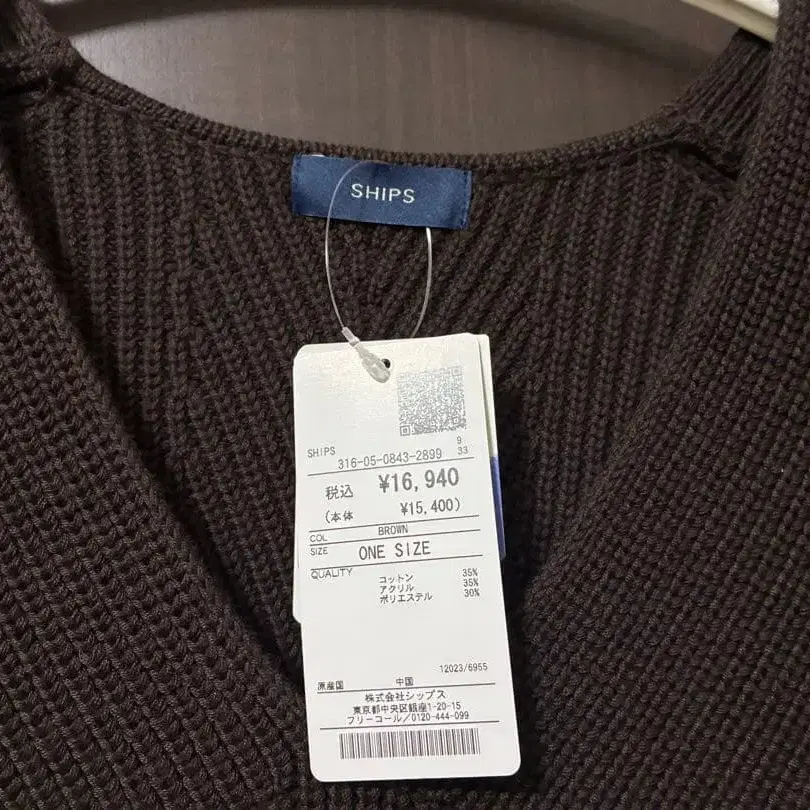 SHIPS
SHIPS
316-05-0843-2899
9
33
税込 ¥16,940
(本体 ¥15,400)
COL BROWN
SIZE ONE SIZE
QUALITY
コットン 35%
アクリル 35%
ポリエステル 30%
12023/6955
原産国 中国
株式会社シップス
東京都中央区銀座1-20-15
フリーコール/0120-444-099